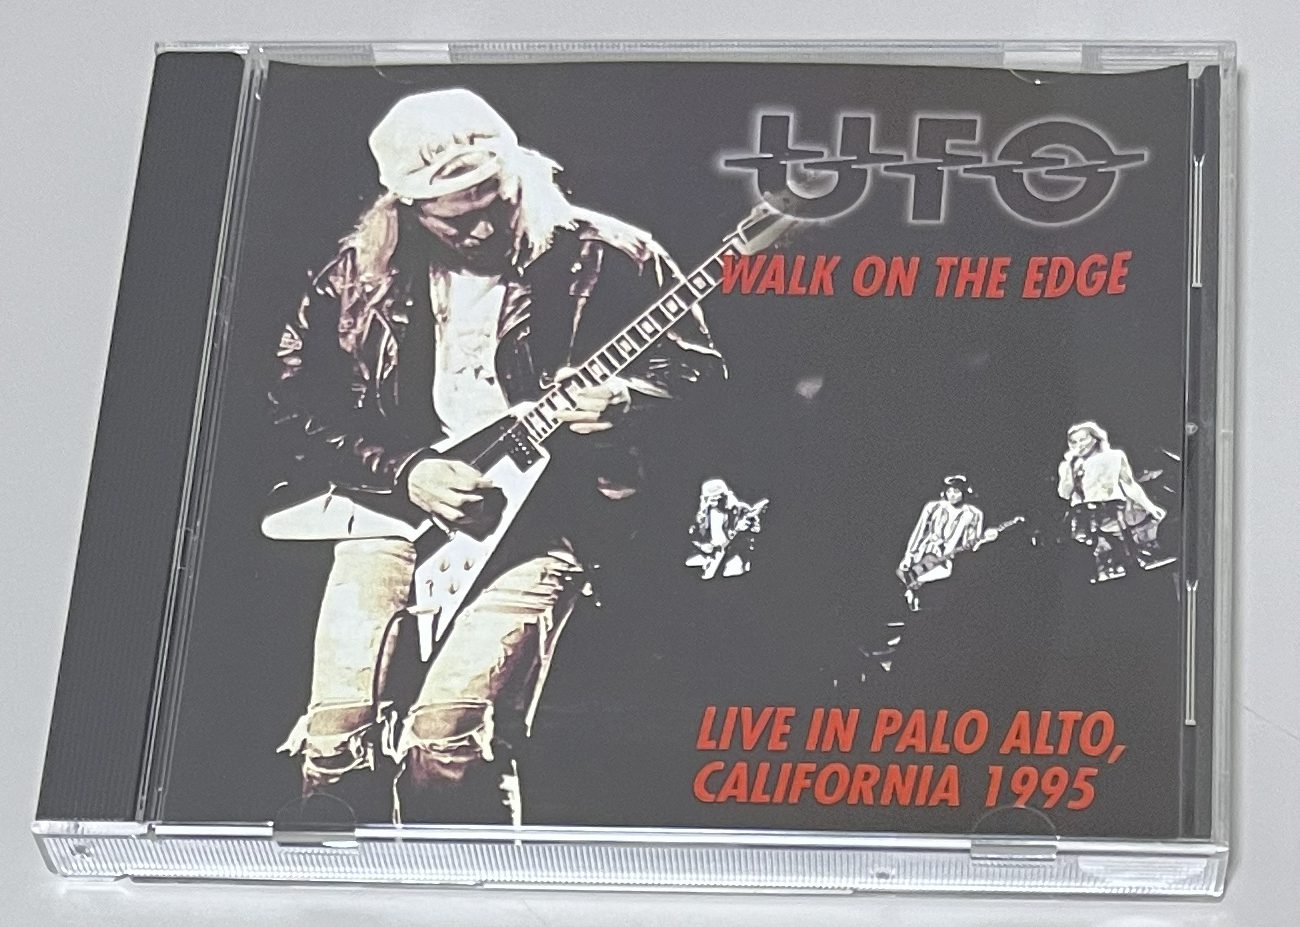 UFO
WALK ON THE EDGE
LIVE IN PALO ALTO,
CALIFORNIA 1995